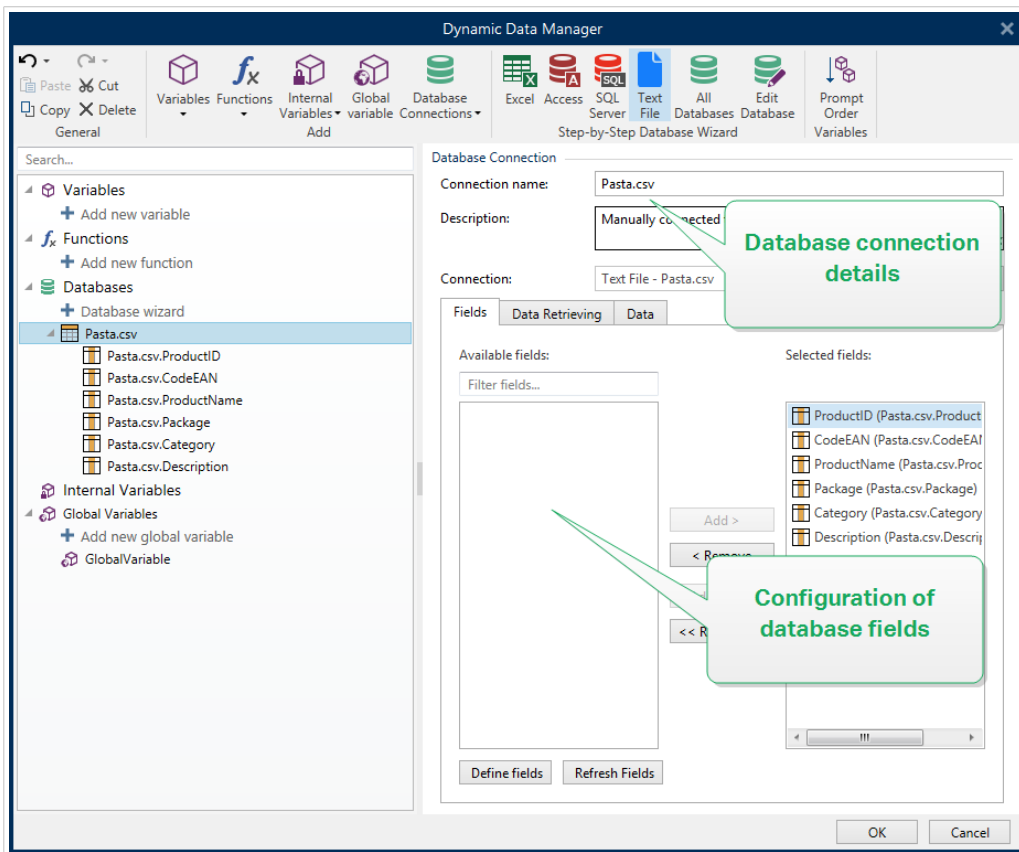 Dynamic Data Manager
Paste Cut
Copy Delete
General
Variables Functions Internal Variables Global variable Database Connections
Add
Excel Access SQL Server Text File All Databases Edit Database
Step-by-Step Database Wizard
Prompt Order
Variables
Search...
Variables
Add new variable
Functions
Add new function
Databases
Database wizard
Pasta.csv
Pasta.csv.ProductID
Pasta.csv.CodeEAN
Pasta.csv.ProductName
Pasta.csv.Package
Pasta.csv.Category
Pasta.csv.Description
Internal Variables
Global Variables
Add new global variable
GlobalVariable
Database Connection
Connection name: Pasta.csv
Description: Manually connected
Connection: Text File - Pasta.csv
Database connection
details
Fields Data Retrieving Data
Available fields:
Filter fields...
Selected fields:
ProductID (Pasta.csv.Product
CodeEAN (Pasta.csv.CodeEA
ProductName (Pasta.csv.Proc
Package (Pasta.csv.Package)
Category (Pasta.csv.Category
Description (Pasta.csv.Descri
Add >
< Remove
<< R
Configuration of
database fields
Define fields Refresh Fields
OK Cancel